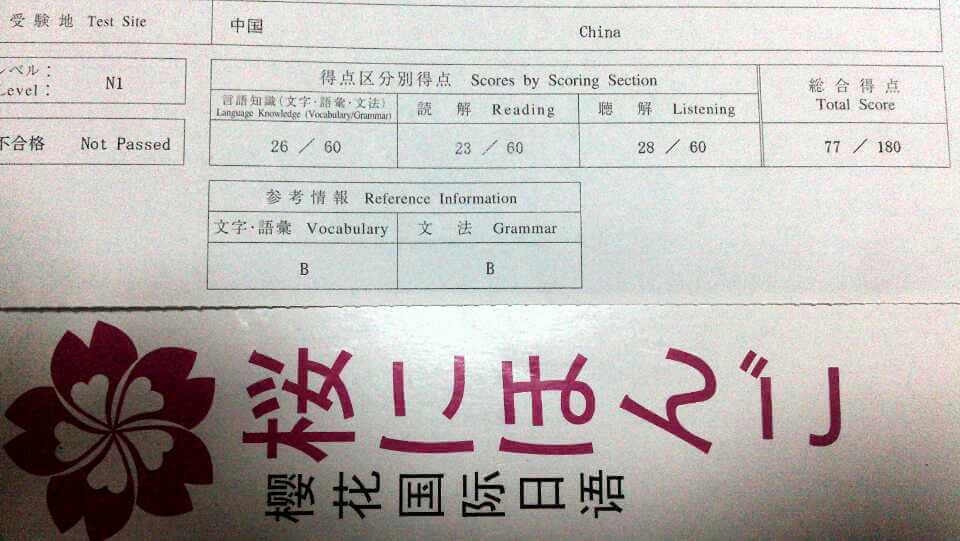 受験地 Test Site 中国 China
レベル: N1
Level:
不合格 Not Passed
得点区分別得点 Scores by Scoring Section
総合得点
Total Score
言語知識(文字・語彙・文法)
Language Knowledge (Vocabulary/Grammar)
読解 Reading
聴解 Listening
26 / 60 23 / 60 28 / 60 77 / 180
参考情報 Reference Information
文字・語彙 Vocabulary 文法 Grammar
B B
桜にほんご
樱花国际日语